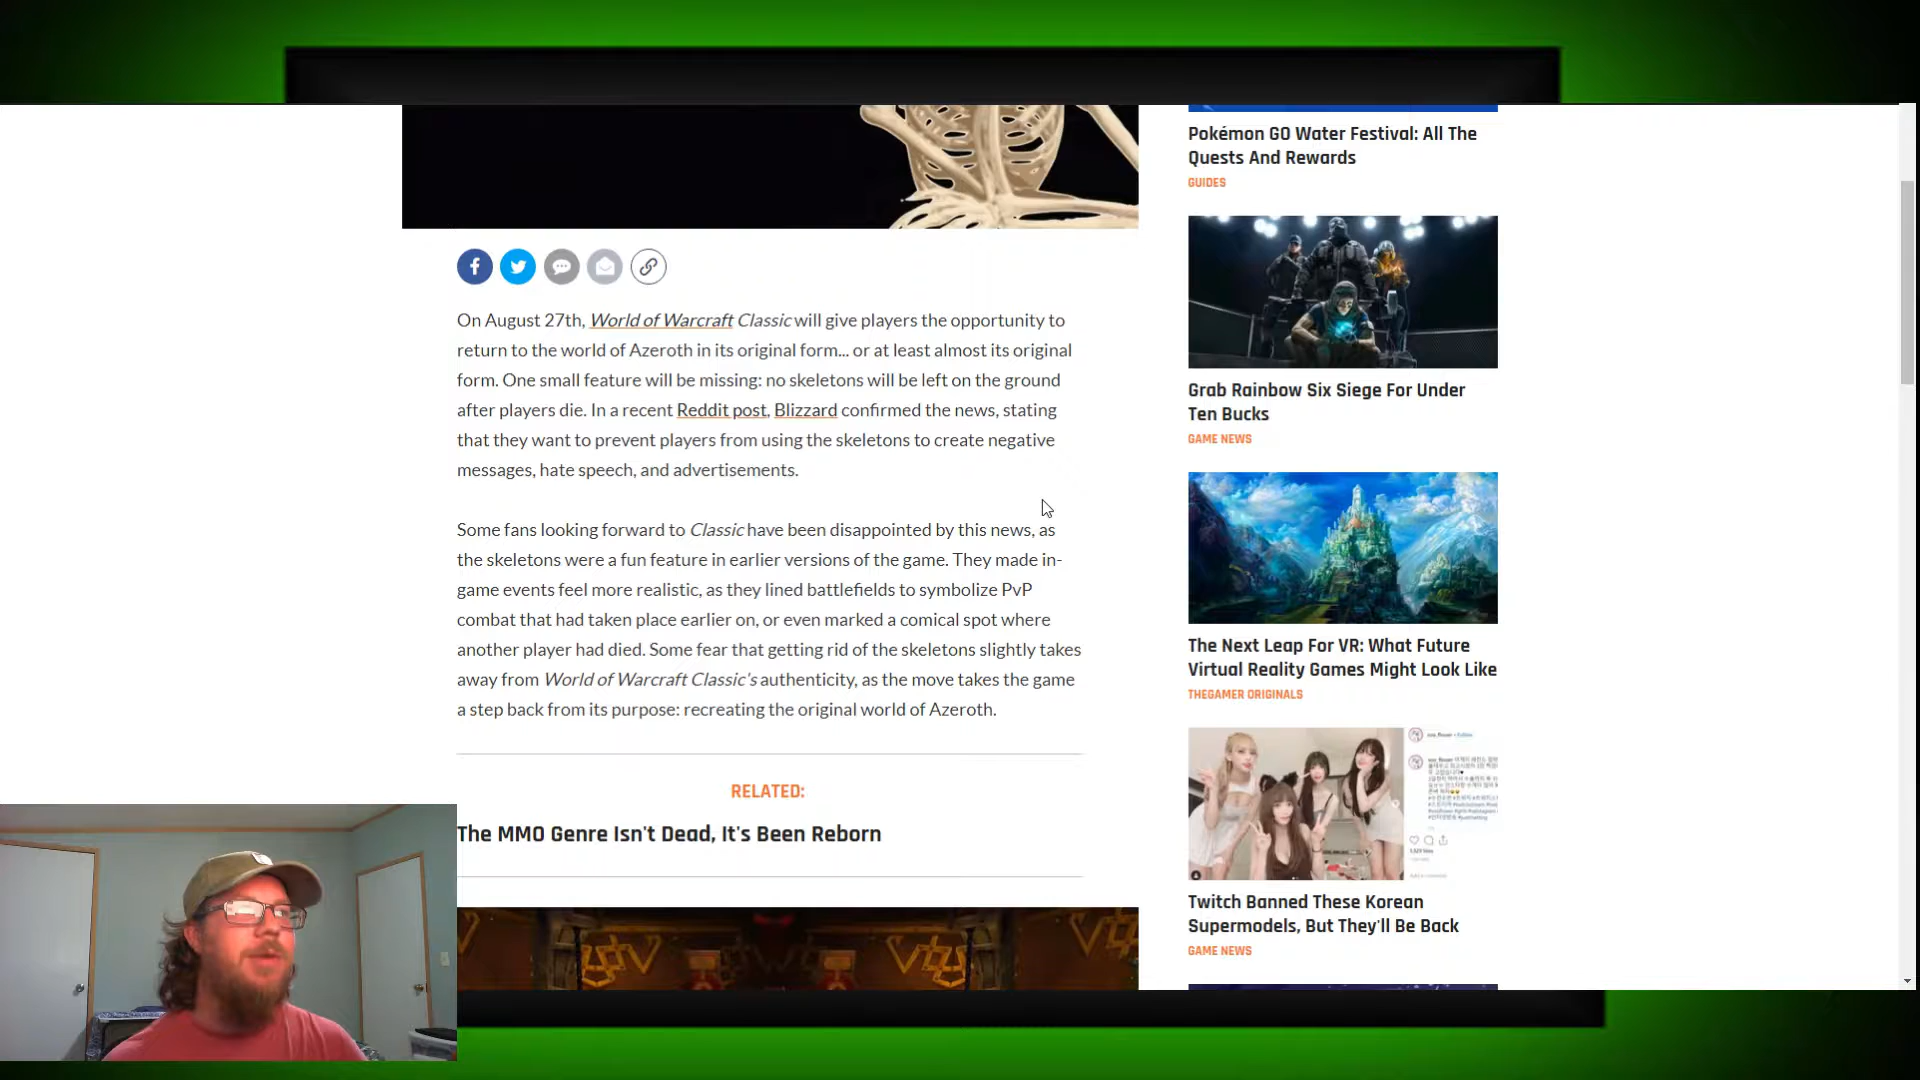 On August 27th, World of Warcraft Classic will give players the opportunity to
return to the world of Azeroth in its original form... or at least almost its original
form. One small feature will be missing: no skeletons will be left on the ground
after players die. In a recent Reddit post, Blizzard confirmed the news, stating
that they want to prevent players from using the skeletons to create negative
messages, hate speech, and advertisements.
Some fans looking forward to Classic have been disappointed by this news, as
the skeletons were a fun feature in earlier versions of the game. They made in-
game events feel more realistic, as they lined battlefields to symbolize PvP
combat that had taken place earlier on, or even marked a comical spot where
another player had died. Some fear that getting rid of the skeletons slightly takes
away from World of Warcraft Classic's authenticity, as the move takes the game
a step back from its purpose: recreating the original world of Azeroth.
RELATED:
The MMO Genre Isn't Dead, It's Been Reborn
Pokémon GO Water Festival: All The
Quests And Rewards
GUIDES
Grab Rainbow Six Siege For Under
Ten Bucks
GAME NEWS
The Next Leap For VR: What Future
Virtual Reality Games Might Look Like
THEGAMER ORIGINALS
Twitch Banned These Korean
Supermodels, But They'll Be Back
GAME NEWS